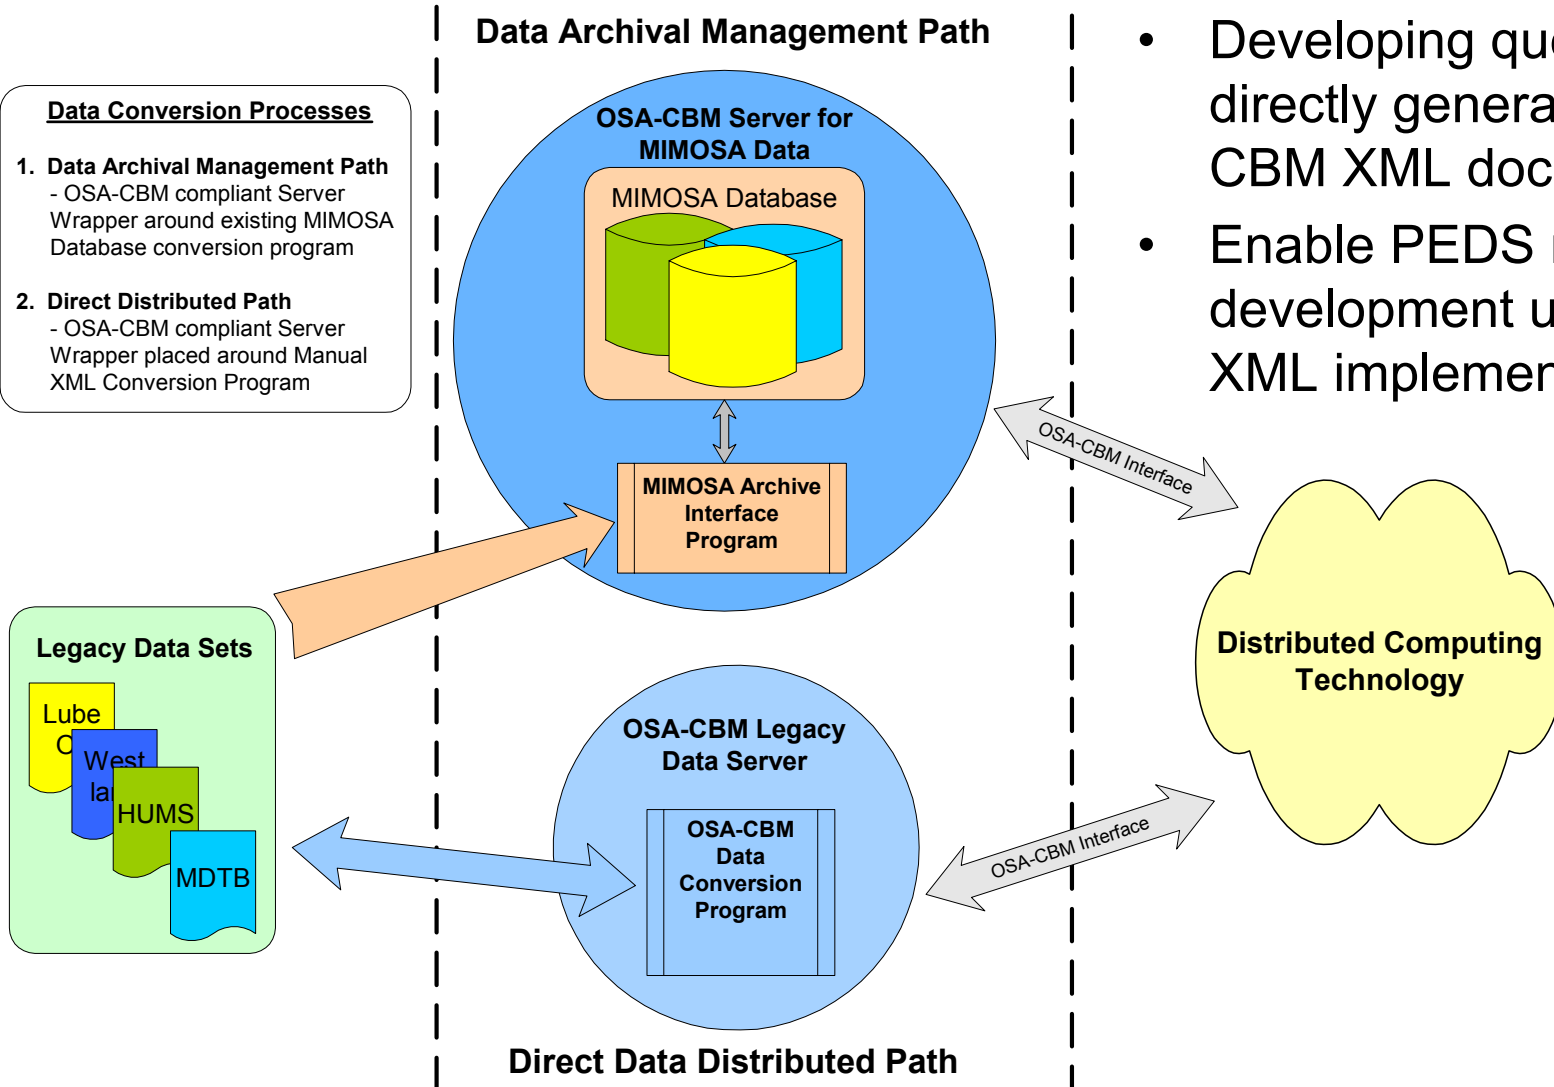 Data Archival Management Path
Data Conversion Processes
1. Data Archival Management Path
- OSA-CBM compliant Server
Wrapper around existing MIMOSA
Database conversion program
2. Direct Distributed Path
- OSA-CBM compliant Server
Wrapper placed around Manual
XML Conversion Program
OSA-CBM Server for
MIMOSA Data
MIMOSA Database
MIMOSA Archive
Interface
Program
• Developing
directly
CBM XML
• Enable PEDS
development
XML
OSA-CBM Interface
Legacy Data Sets
Lube
West
HUMS
MDTB
OSA-CBM Legacy
Data Server
OSA-CBM
Data
Conversion
Program
OSA-CBM Interface
Distributed Computing
Technology
Direct Data Distributed Path